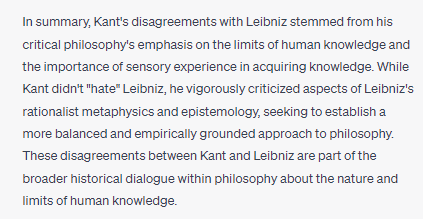 In summary, Kant's disagreements with Leibniz stemmed from his
critical philosophy's emphasis on the limits of human knowledge and
the importance of sensory experience in acquiring knowledge. While
Kant didn't "hate" Leibniz, he vigorously criticized aspects of Leibniz's
rationalist metaphysics and epistemology, seeking to establish a
more balanced and empirically grounded approach to philosophy.
These disagreements between Kant and Leibniz are part of the
broader historical dialogue within philosophy about the nature and
limits of human knowledge.